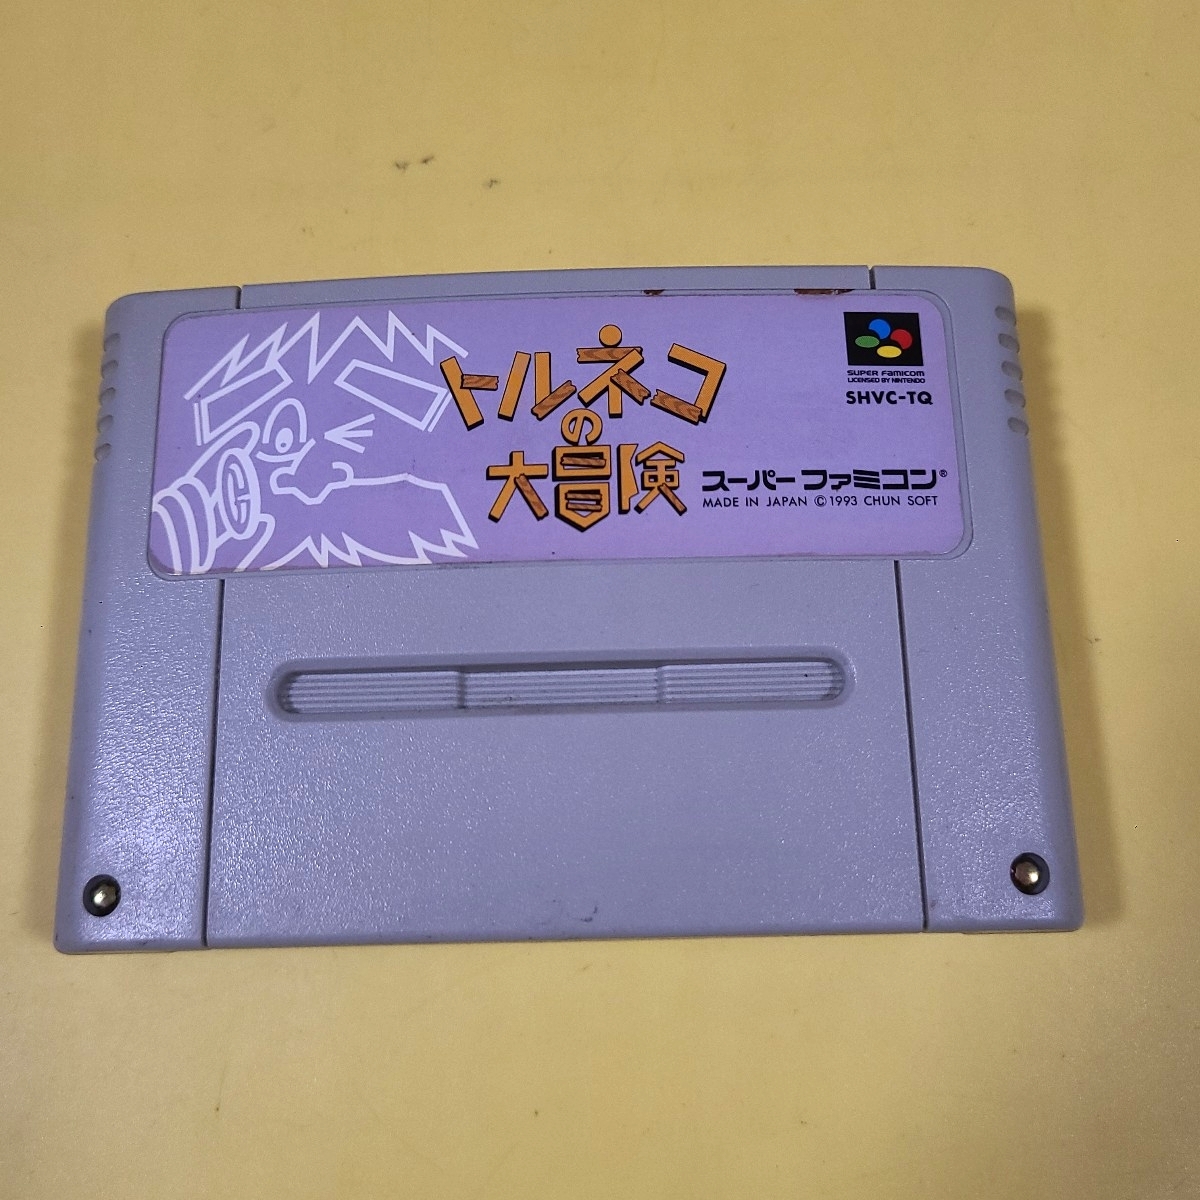 トルネコ
の
大冒険
SUPER FAMICOM
LICENSED BY NINTENDO
SHVC-TQ
スーパーファミコン®
MADE IN JAPAN ©1993 CHUN SOFT